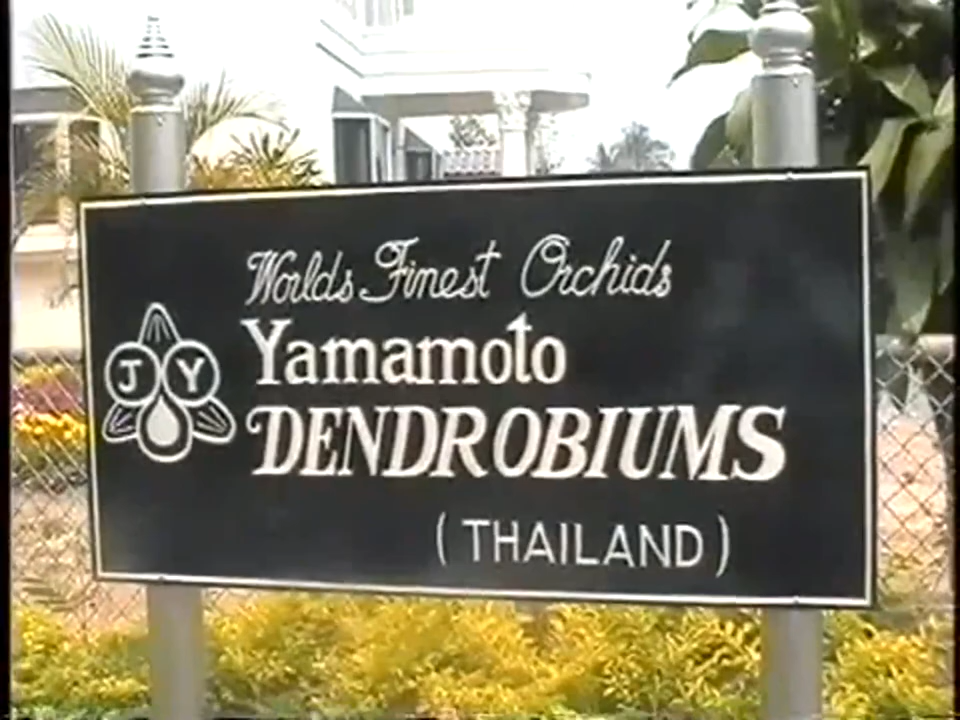 Worlds Finest Orchids
JY
Yamamoto
DENDROBIUMS
(THAILAND)